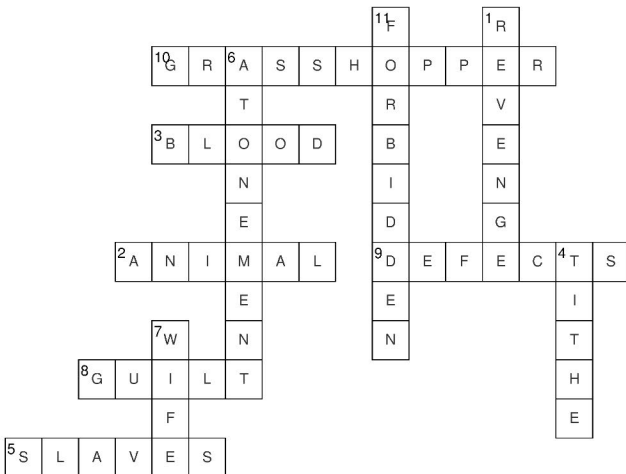 11 F 1 R
10 G R 6 A S S H O P P E R
T R V
3 B L O O D B E
N I N
E D G
2 A N I M A L 9 D E F E C 4 T S
E E I
7 W N N T
8 G U I L T H
F E
5 S L A V E S